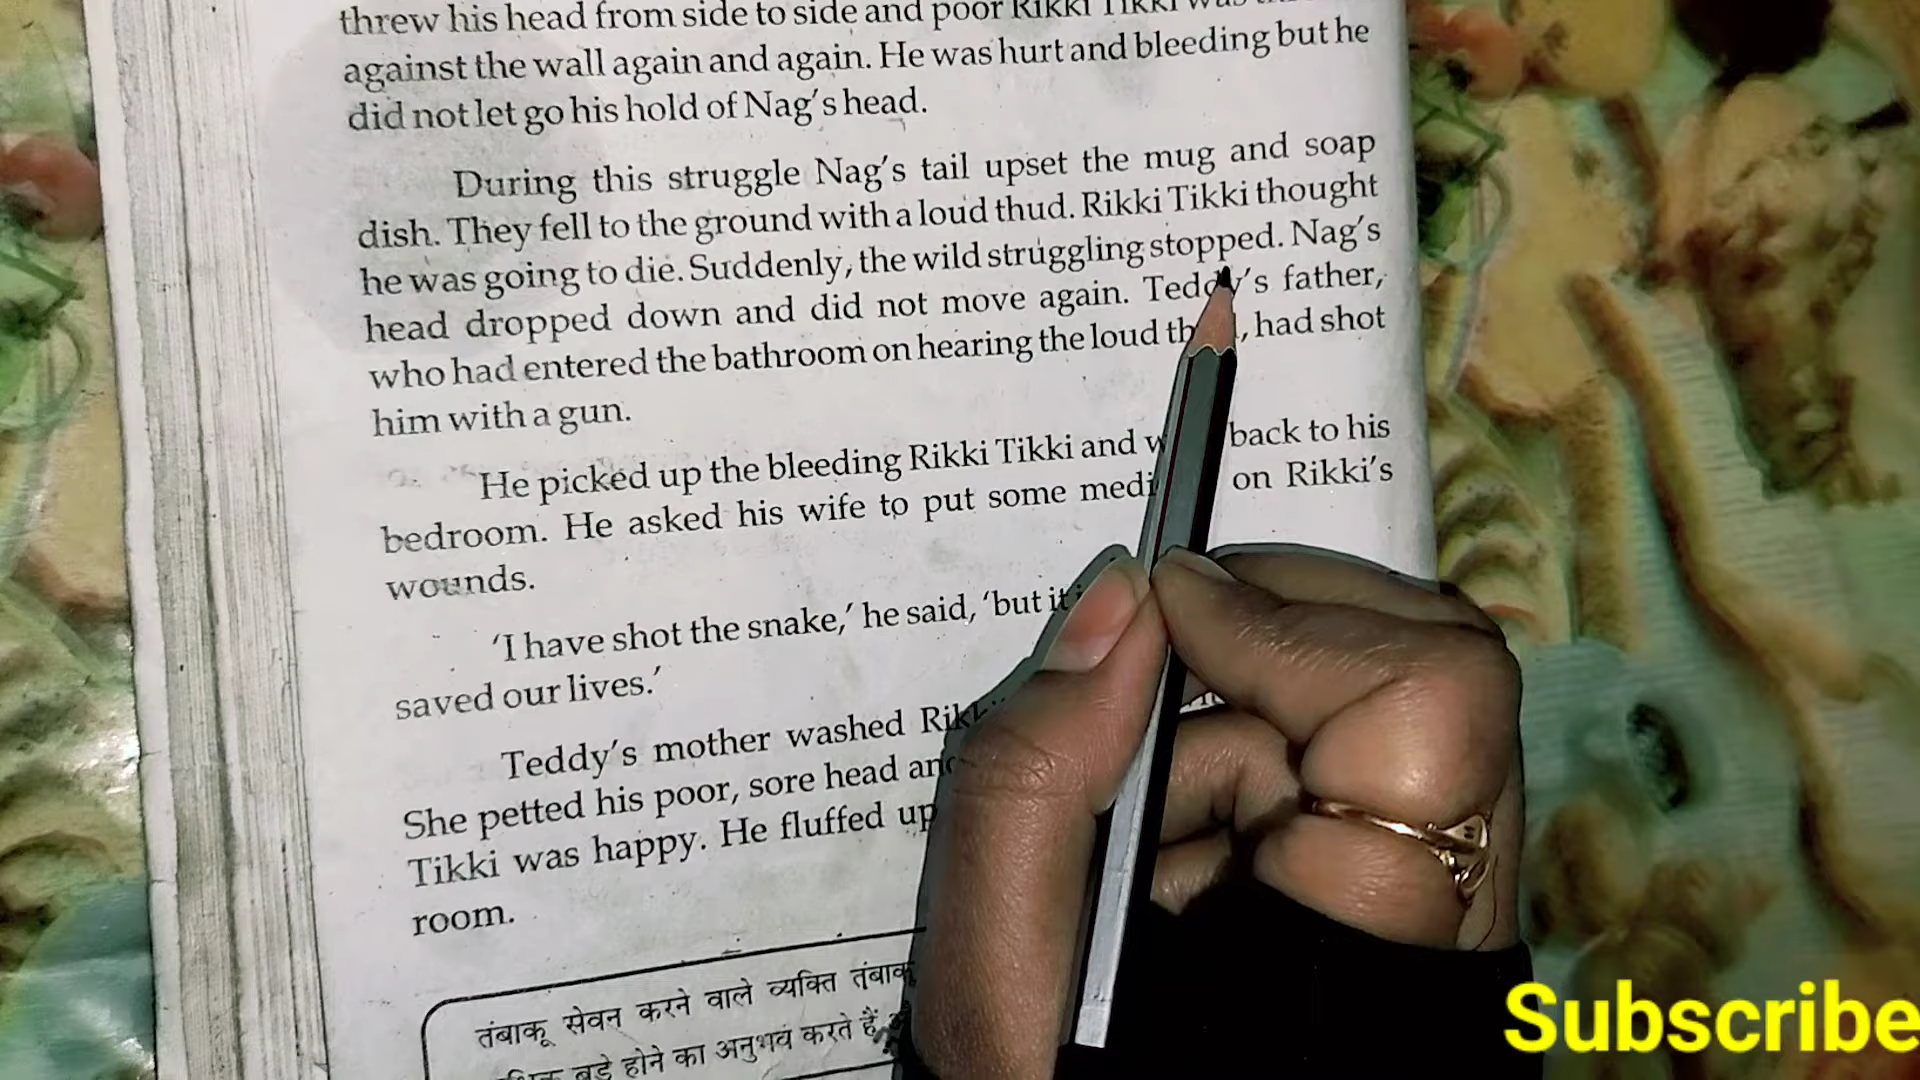 threw his head from side to side and poor Rikki Tikki was
against the wall again and again. He was hurt and bleeding but he
did not let go his hold of Nag's head.
During this struggle Nag's tail upset the mug and soap
dish. They fell to the ground with a loud thud. Rikki Tikki thought
he was going to die. Suddenly, the wild struggling stopped. Nag's
head dropped down and did not move again. Teddy's father,
who had entered the bathroom on hearing the loud , had shot
him with a gun.
He picked up the bleeding Rikki Tikki and back to his
bedroom. He asked his wife to put some on Rikki's
wounds.
'I have shot the snake,' he said, 'but it
saved our lives.'
Teddy's mother washed
She petted his poor, sore head and
Tikki was happy. He fluffed up
room.
तंबाकू सेवन करने वाले व्यक्ति तंबाकू
बड़े होने का अनुभव करते हैं
Subscribe